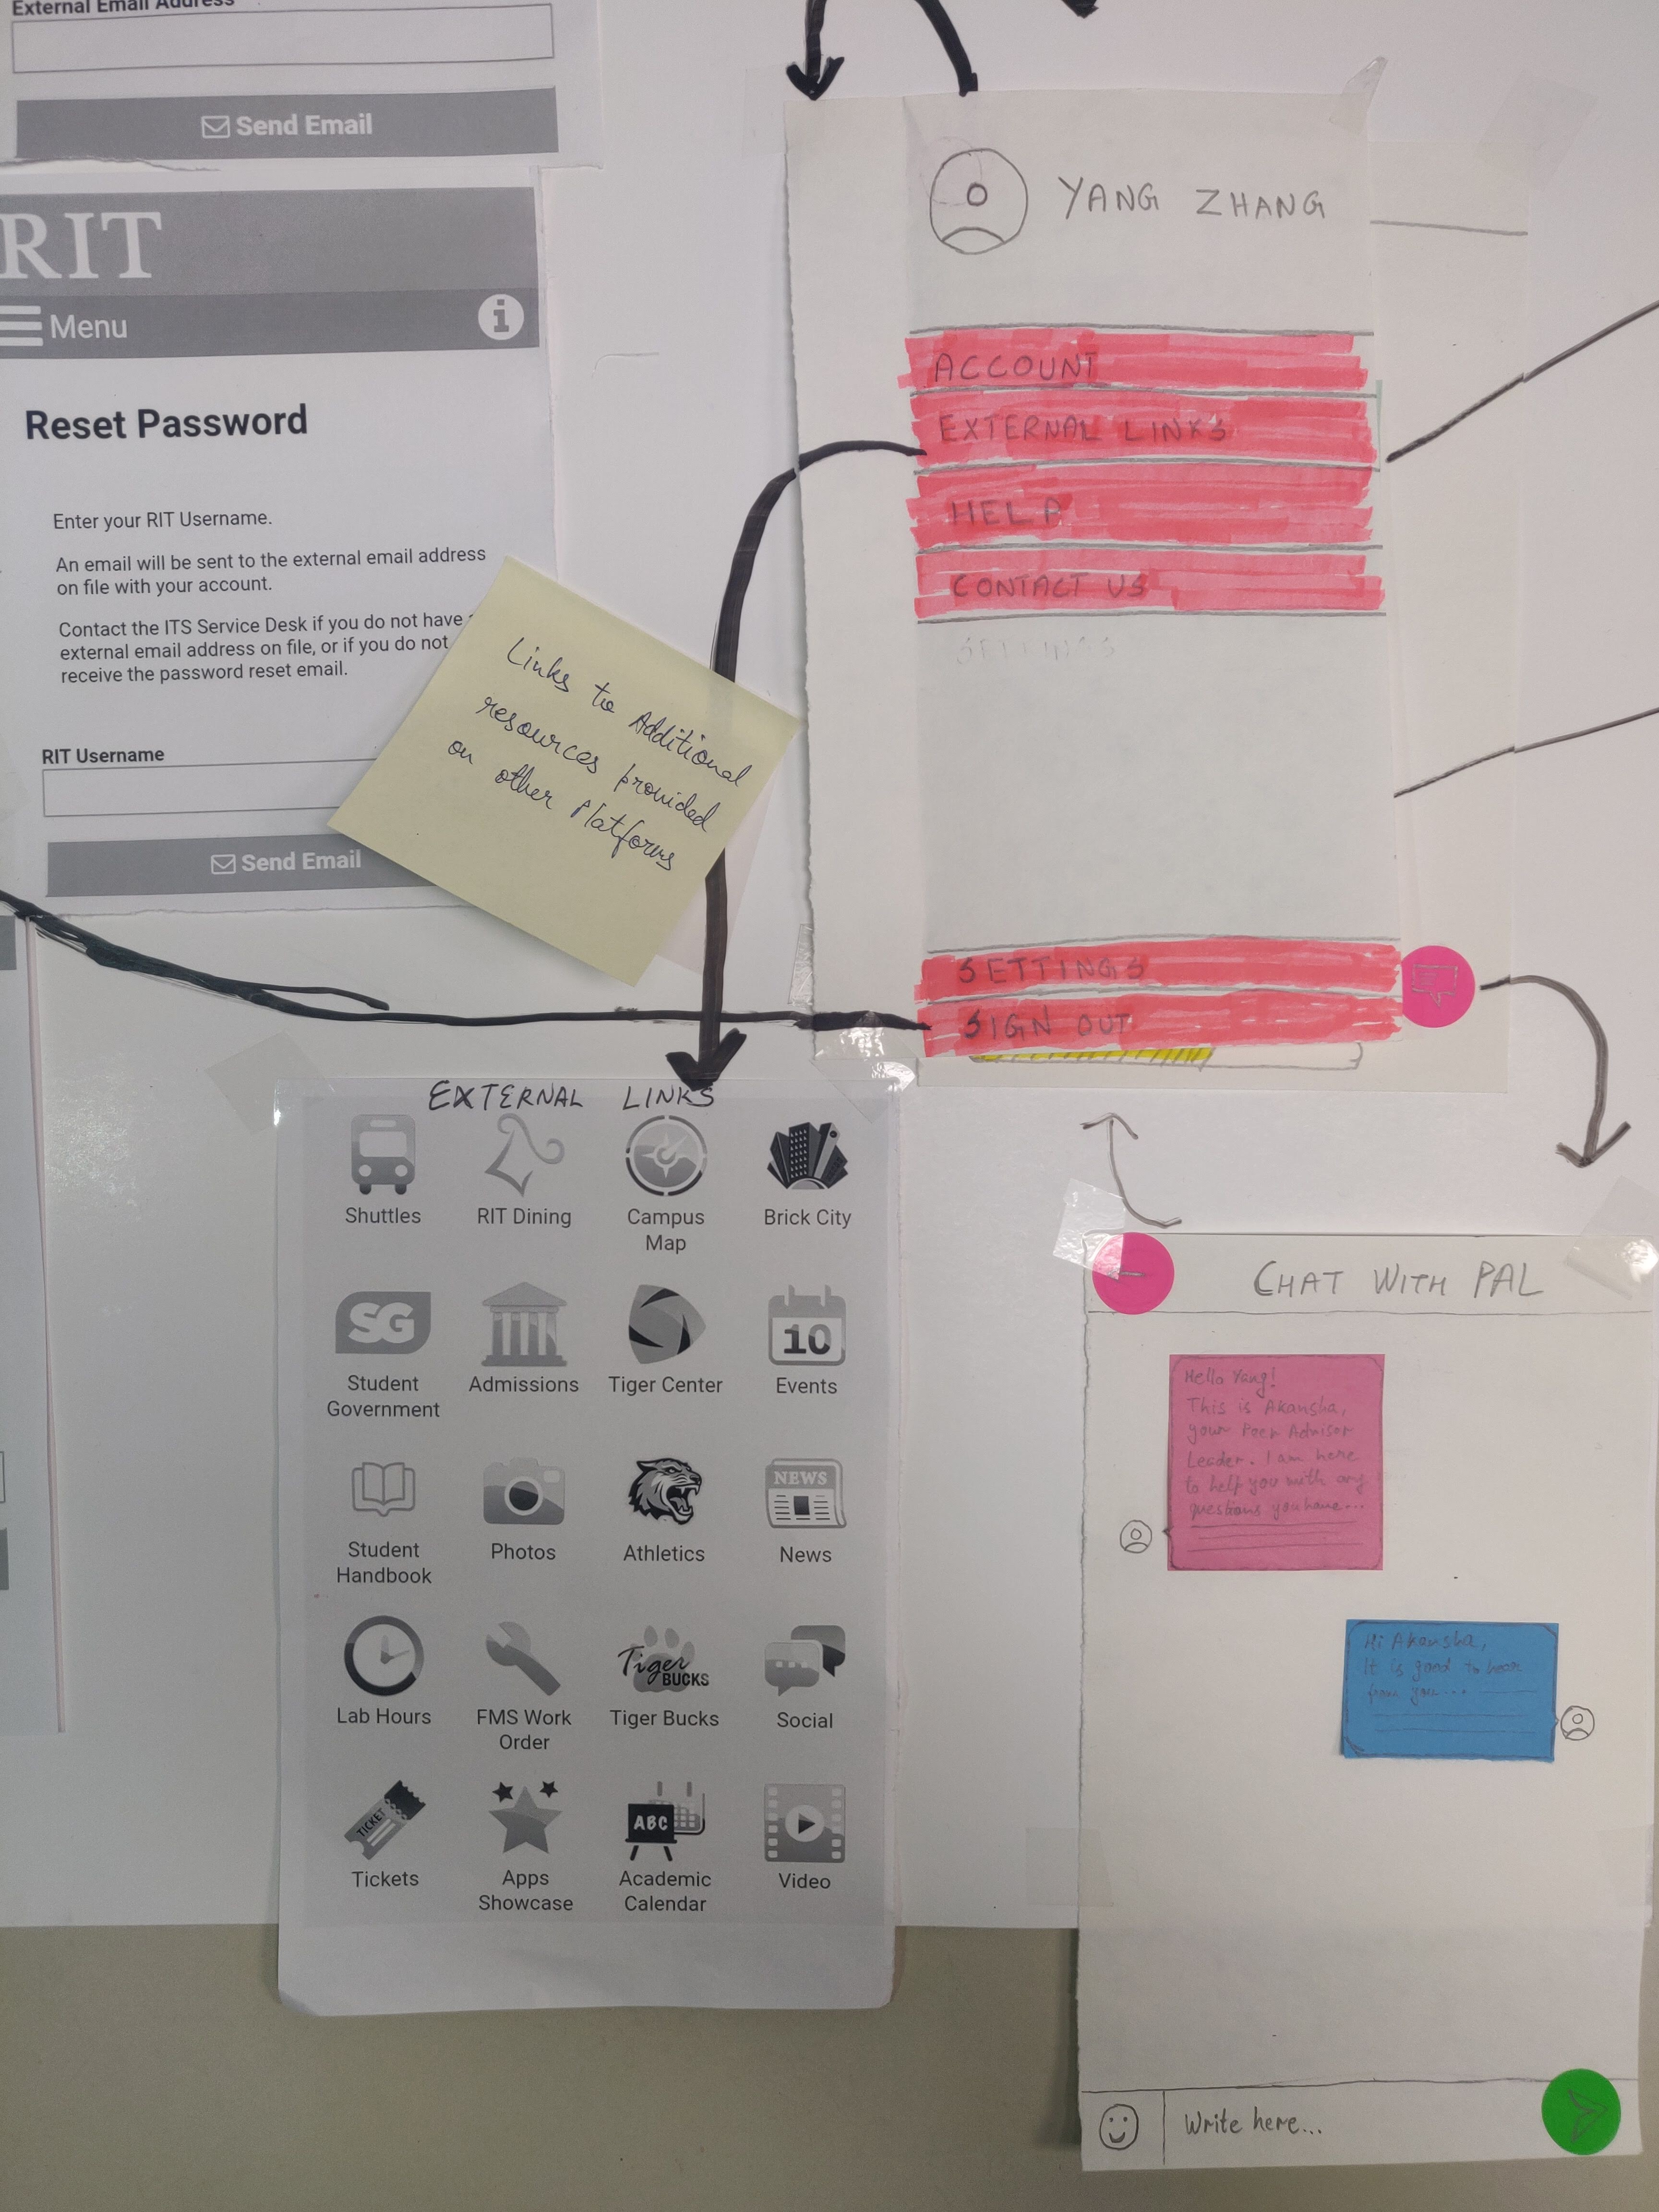 External Email Address
Send Email
RIT
Menu
Reset Password
Enter your RIT Username.
An email will be sent to the external email address
on file with your account.
Contact the ITS Service Desk if you do not have
external email address on file, or if you do not
receive the password reset email.
RIT Username
Send Email
Links to Additional
resources provided
on other Platforms
YANG ZHANG
ACCOUNT
EXTERNAL LINKS
HELP
CONTACT US
SETTINGS
SETTINGS
SIGN OUT
EXTERNAL LINKS
Shuttles
RIT Dining
Campus
Map
Brick City
SG
Student
Government
Admissions
Tiger Center
10
Events
Student
Handbook
Photos
Athletics
NEWS
News
Lab Hours
FMS Work
Order
Tiger
BUCKS
Tiger Bucks
Social
TICKET
Tickets
Apps
Showcase
ABC
Academic
Calendar
Video
CHAT WITH PAL
Hello Yang!
This is Akansha,
your Peer Advisor
Leader. I am here
to help you with any
questions you have...
Hi Akansha,
It is good to hear
from you...
Write here...